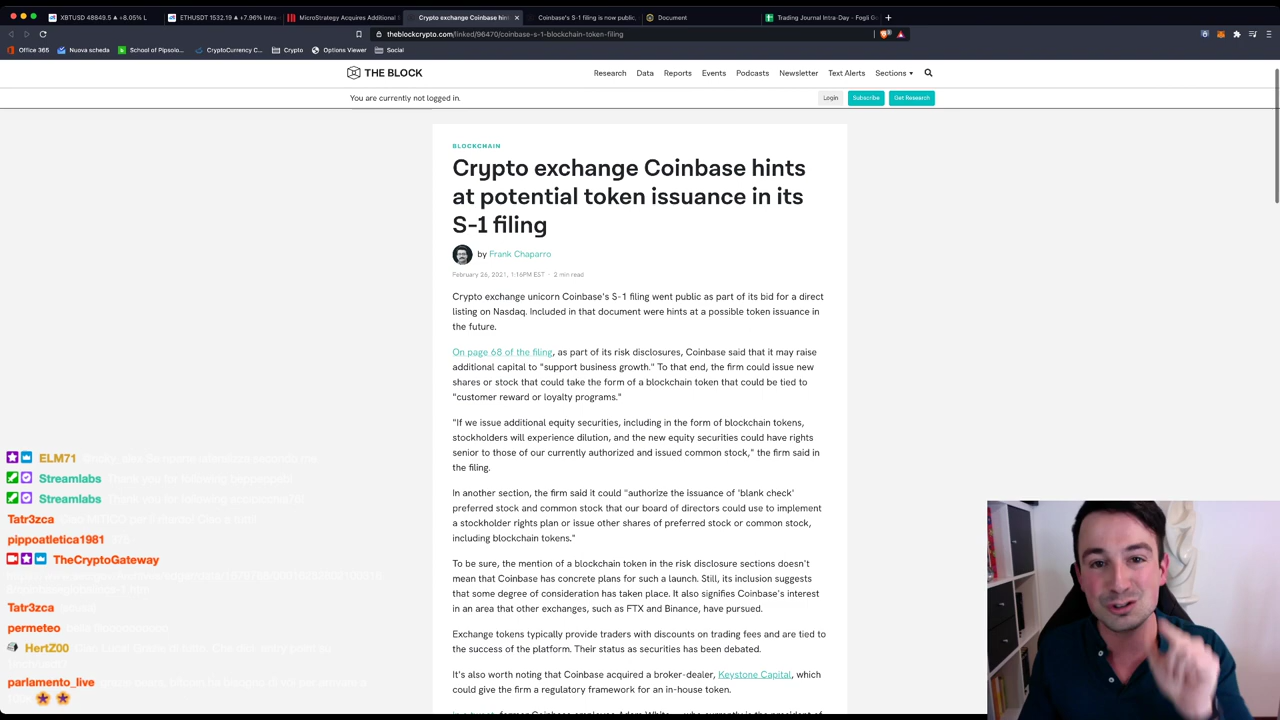 XBTUSD 48849.5 ▲ +8.05% L
ETHUSDT 1532.19 ▲ +7.96% Intra
MicroStrategy Acquires Additional
Crypto exchange Coinbase hin
Coinbase's S-1 filing is now public,
Document
Trading Journal Intra-Day - Fogli G
theblockcrypto.com/linked/96470/coinbase-s-1-blockchain-token-filing
Office 365
Nuova scheda
School of Pipsolo...
CryptoCurrency C...
Crypto
Options Viewer
Social
THE BLOCK
Research
Data
Reports
Events
Podcasts
Newsletter
Text Alerts
Sections
You are currently not logged in.
Login
Subscribe
Get Research
BLOCKCHAIN
Crypto exchange Coinbase hints
at potential token issuance in its
S-1 filing
by Frank Chaparro
February 26, 2021, 1:16PM EST · 2 min read
Crypto exchange unicorn Coinbase's S-1 filing went public as part of its bid for a direct
listing on Nasdaq. Included in that document were hints at a possible token issuance in
the future.
On page 68 of the filing, as part of its risk disclosures, Coinbase said that it may raise
additional capital to "support business growth." To that end, the firm could issue new
shares or stock that could take the form of a blockchain token that could be tied to
"customer reward or loyalty programs."
"If we issue additional equity securities, including in the form of blockchain tokens,
stockholders will experience dilution, and the new equity securities could have rights
senior to those of our currently authorized and issued common stock," the firm said in
the filing.
In another section, the firm said it could "authorize the issuance of 'blank check'
preferred stock and common stock that our board of directors could use to implement
a stockholder rights plan or issue other shares of preferred stock or common stock,
including blockchain tokens."
To be sure, the mention of a blockchain token in the risk disclosure sections doesn't
mean that Coinbase has concrete plans for such a launch. Still, its inclusion suggests
that some degree of consideration has taken place. It also signifies Coinbase's interest
in an area that other exchanges, such as FTX and Binance, have pursued.
Exchange tokens typically provide traders with discounts on trading fees and are tied to
the success of the platform. Their status as securities has been debated.
It's also worth noting that Coinbase acquired a broker-dealer, Keystone Capital, which
could give the firm a regulatory framework for an in-house token.
ELM71
Streamlabs Thank you for following
Streamlabs Thank you for following
Tatr3zca
pippoatletica1981
TheCryptoGateway
Tatr3zca
permeteo
HertZ00
parlamento_live